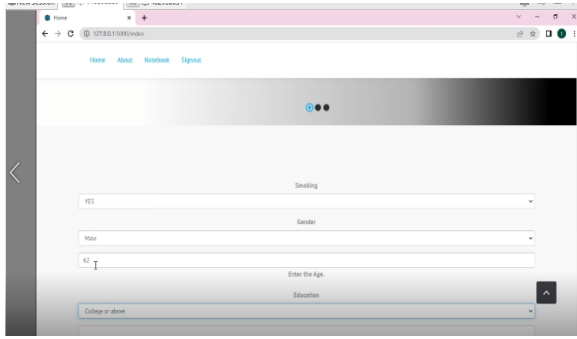 Home
127.0.0.1:5000/index
Home About Notebook Signout
Smoking
YES
Gender
Male
62
Enter the Age.
Education
College or above